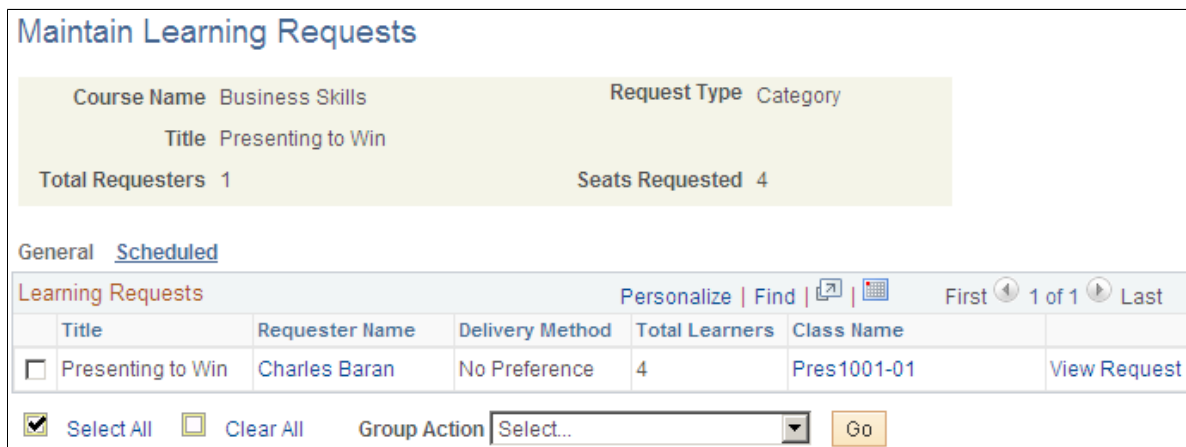 Maintain Learning Requests
Course Name Business Skills Request Type Category
Title Presenting to Win
Total Requesters 1 Seats Requested 4
General Scheduled
Learning Requests Personalize | Find | | First 1 of 1 Last
Title Requester Name Delivery Method Total Learners Class Name
Presenting to Win Charles Baran No Preference 4 Pres1001-01 View Request
Select All Clear All Group Action Select... Go